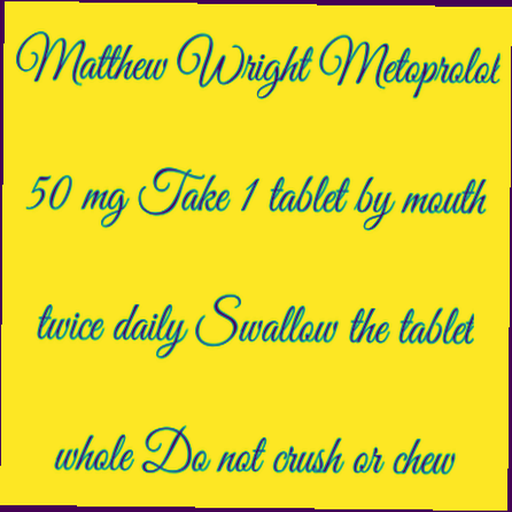 Matthew Wright Metoprolol
50 mg Take 1 tablet by mouth
twice daily Swallow the tablet
whole Do not crush or chew